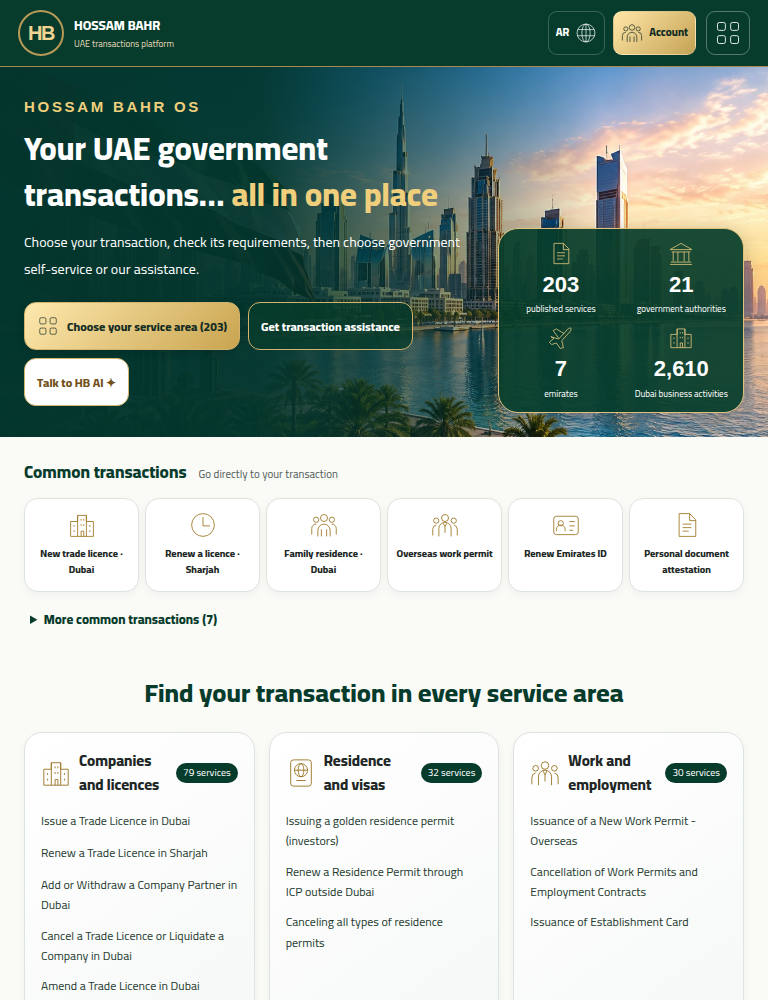 HB
HOSSAM BAHR
UAE transactions platform
AR
Account
HOSSAM BAHR OS
Your UAE government
transactions... all in one place
Choose your transaction, check its requirements, then choose government
self-service or our assistance.
Choose your service area (203)
Get transaction assistance
Talk to HB AI ✦
203
published services
21
government authorities
7
emirates
2,610
Dubai business activities
Common transactions
Go directly to your transaction
New trade licence ·
Dubai
Renew a licence ·
Sharjah
Family residence ·
Dubai
Overseas work permit
Renew Emirates ID
Personal document
attestation
▶ More common transactions (7)
Find your transaction in every service area
Companies
and licences
79 services
Issue a Trade Licence in Dubai
Renew a Trade Licence in Sharjah
Add or Withdraw a Company Partner in
Dubai
Cancel a Trade Licence or Liquidate a
Company in Dubai
Amend a Trade Licence in Dubai
Residence
and visas
32 services
Issuing a golden residence permit
(investors)
Renew a Residence Permit through
ICP outside Dubai
Canceling all types of residence
permits
Work and
employment
30 services
Issuance of a New Work Permit -
Overseas
Cancellation of Work Permits and
Employment Contracts
Issuance of Establishment Card